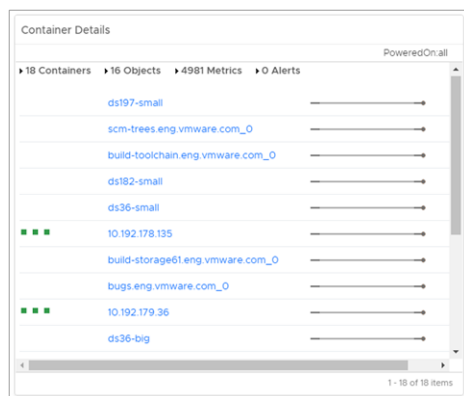 Container Details
PoweredOn:all
18 Containers 16 Objects 4981 Metrics 0 Alerts
ds197-small
scm-trees.eng.vmware.com_0
build-toolchain.eng.vmware.com_0
ds182-small
ds36-small
10.192.178.135
build-storage61.eng.vmware.com_0
bugs.eng.vmware.com_0
10.192.179.36
ds36-big
1 - 18 of 18 items